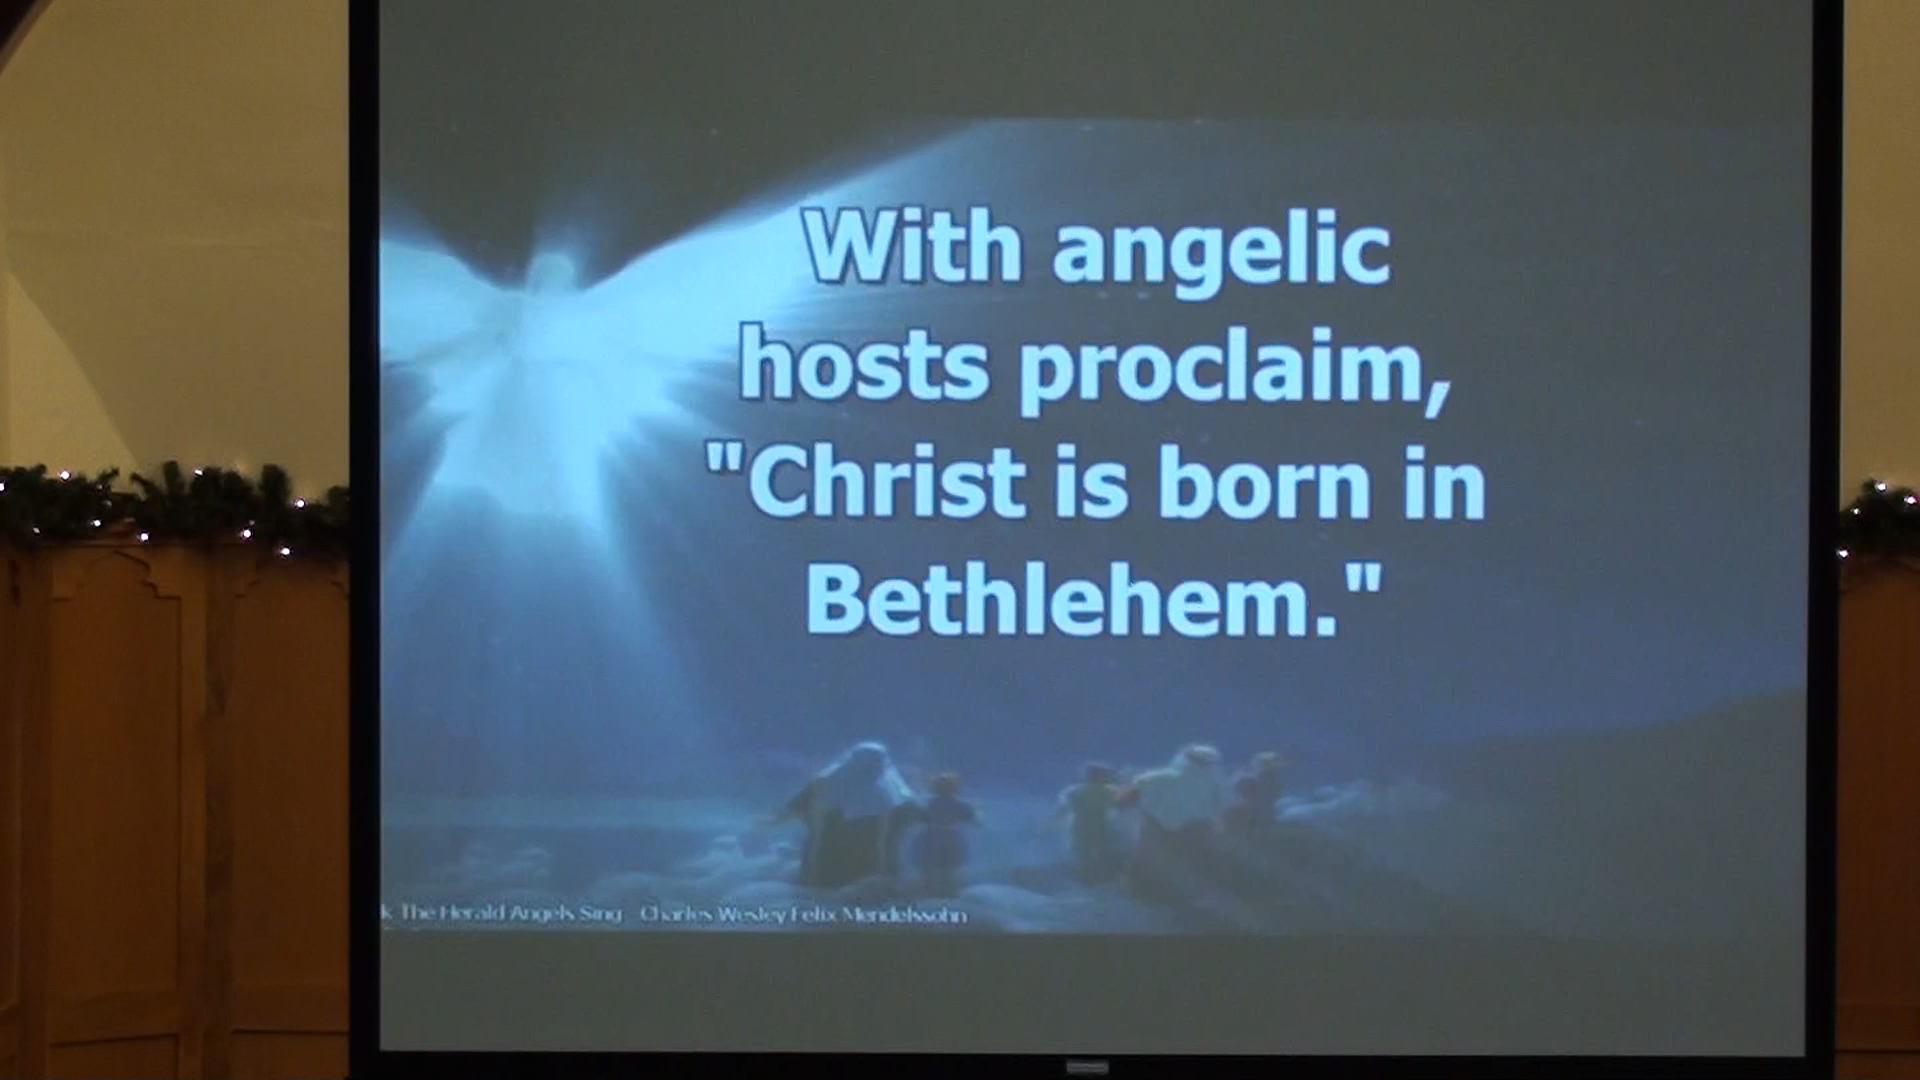 With angelic
hosts proclaim,
"Christ is born in
Bethlehem."
k The Herald Angels Sing Charles Wesley Felix Mendelssohn